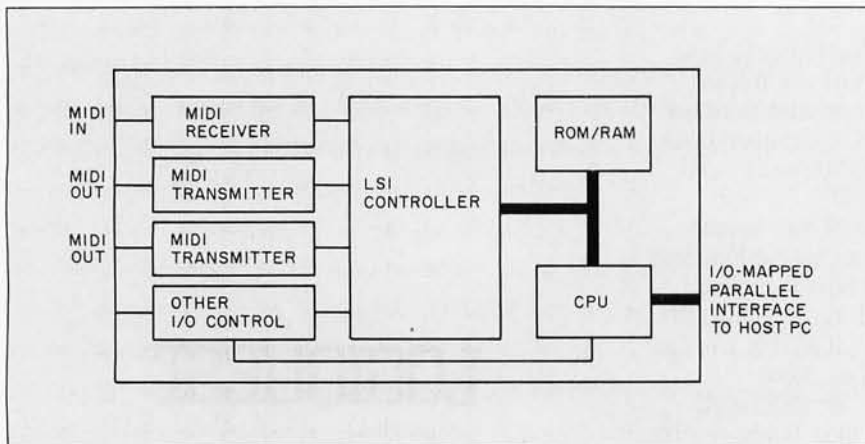 MIDI
IN
MIDI
RECEIVER
MIDI
OUT
MIDI
TRANSMITTER
MIDI
OUT
MIDI
TRANSMITTER
OTHER
I/O CONTROL
LSI
CONTROLLER
ROM/RAM
CPU
I/O-MAPPED
PARALLEL
INTERFACE
TO HOST PC